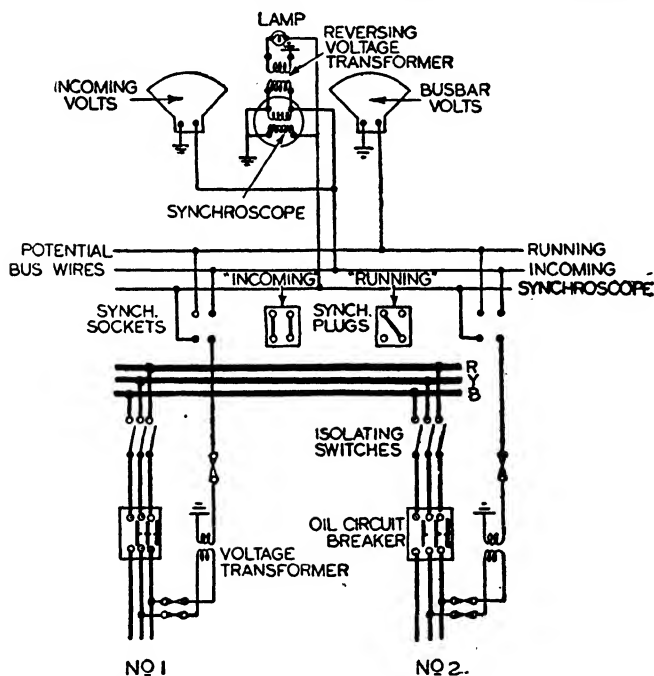 LAMP
REVERSING
VOLTAGE
TRANSFORMER
INCOMING
VOLTS
BUSBAR
VOLTS
SYNCHROSCOPE
POTENTIAL
BUS WIRES
RUNNING
INCOMING
SYNCHROSCOPE
"INCOMING"
"RUNNING"
SYNCH.
SOCKETS
SYNCH.
PLUGS
R
Y
B
ISOLATING
SWITCHES
OIL CIRCUIT
BREAKER
VOLTAGE
TRANSFORMER
No 1
No 2.